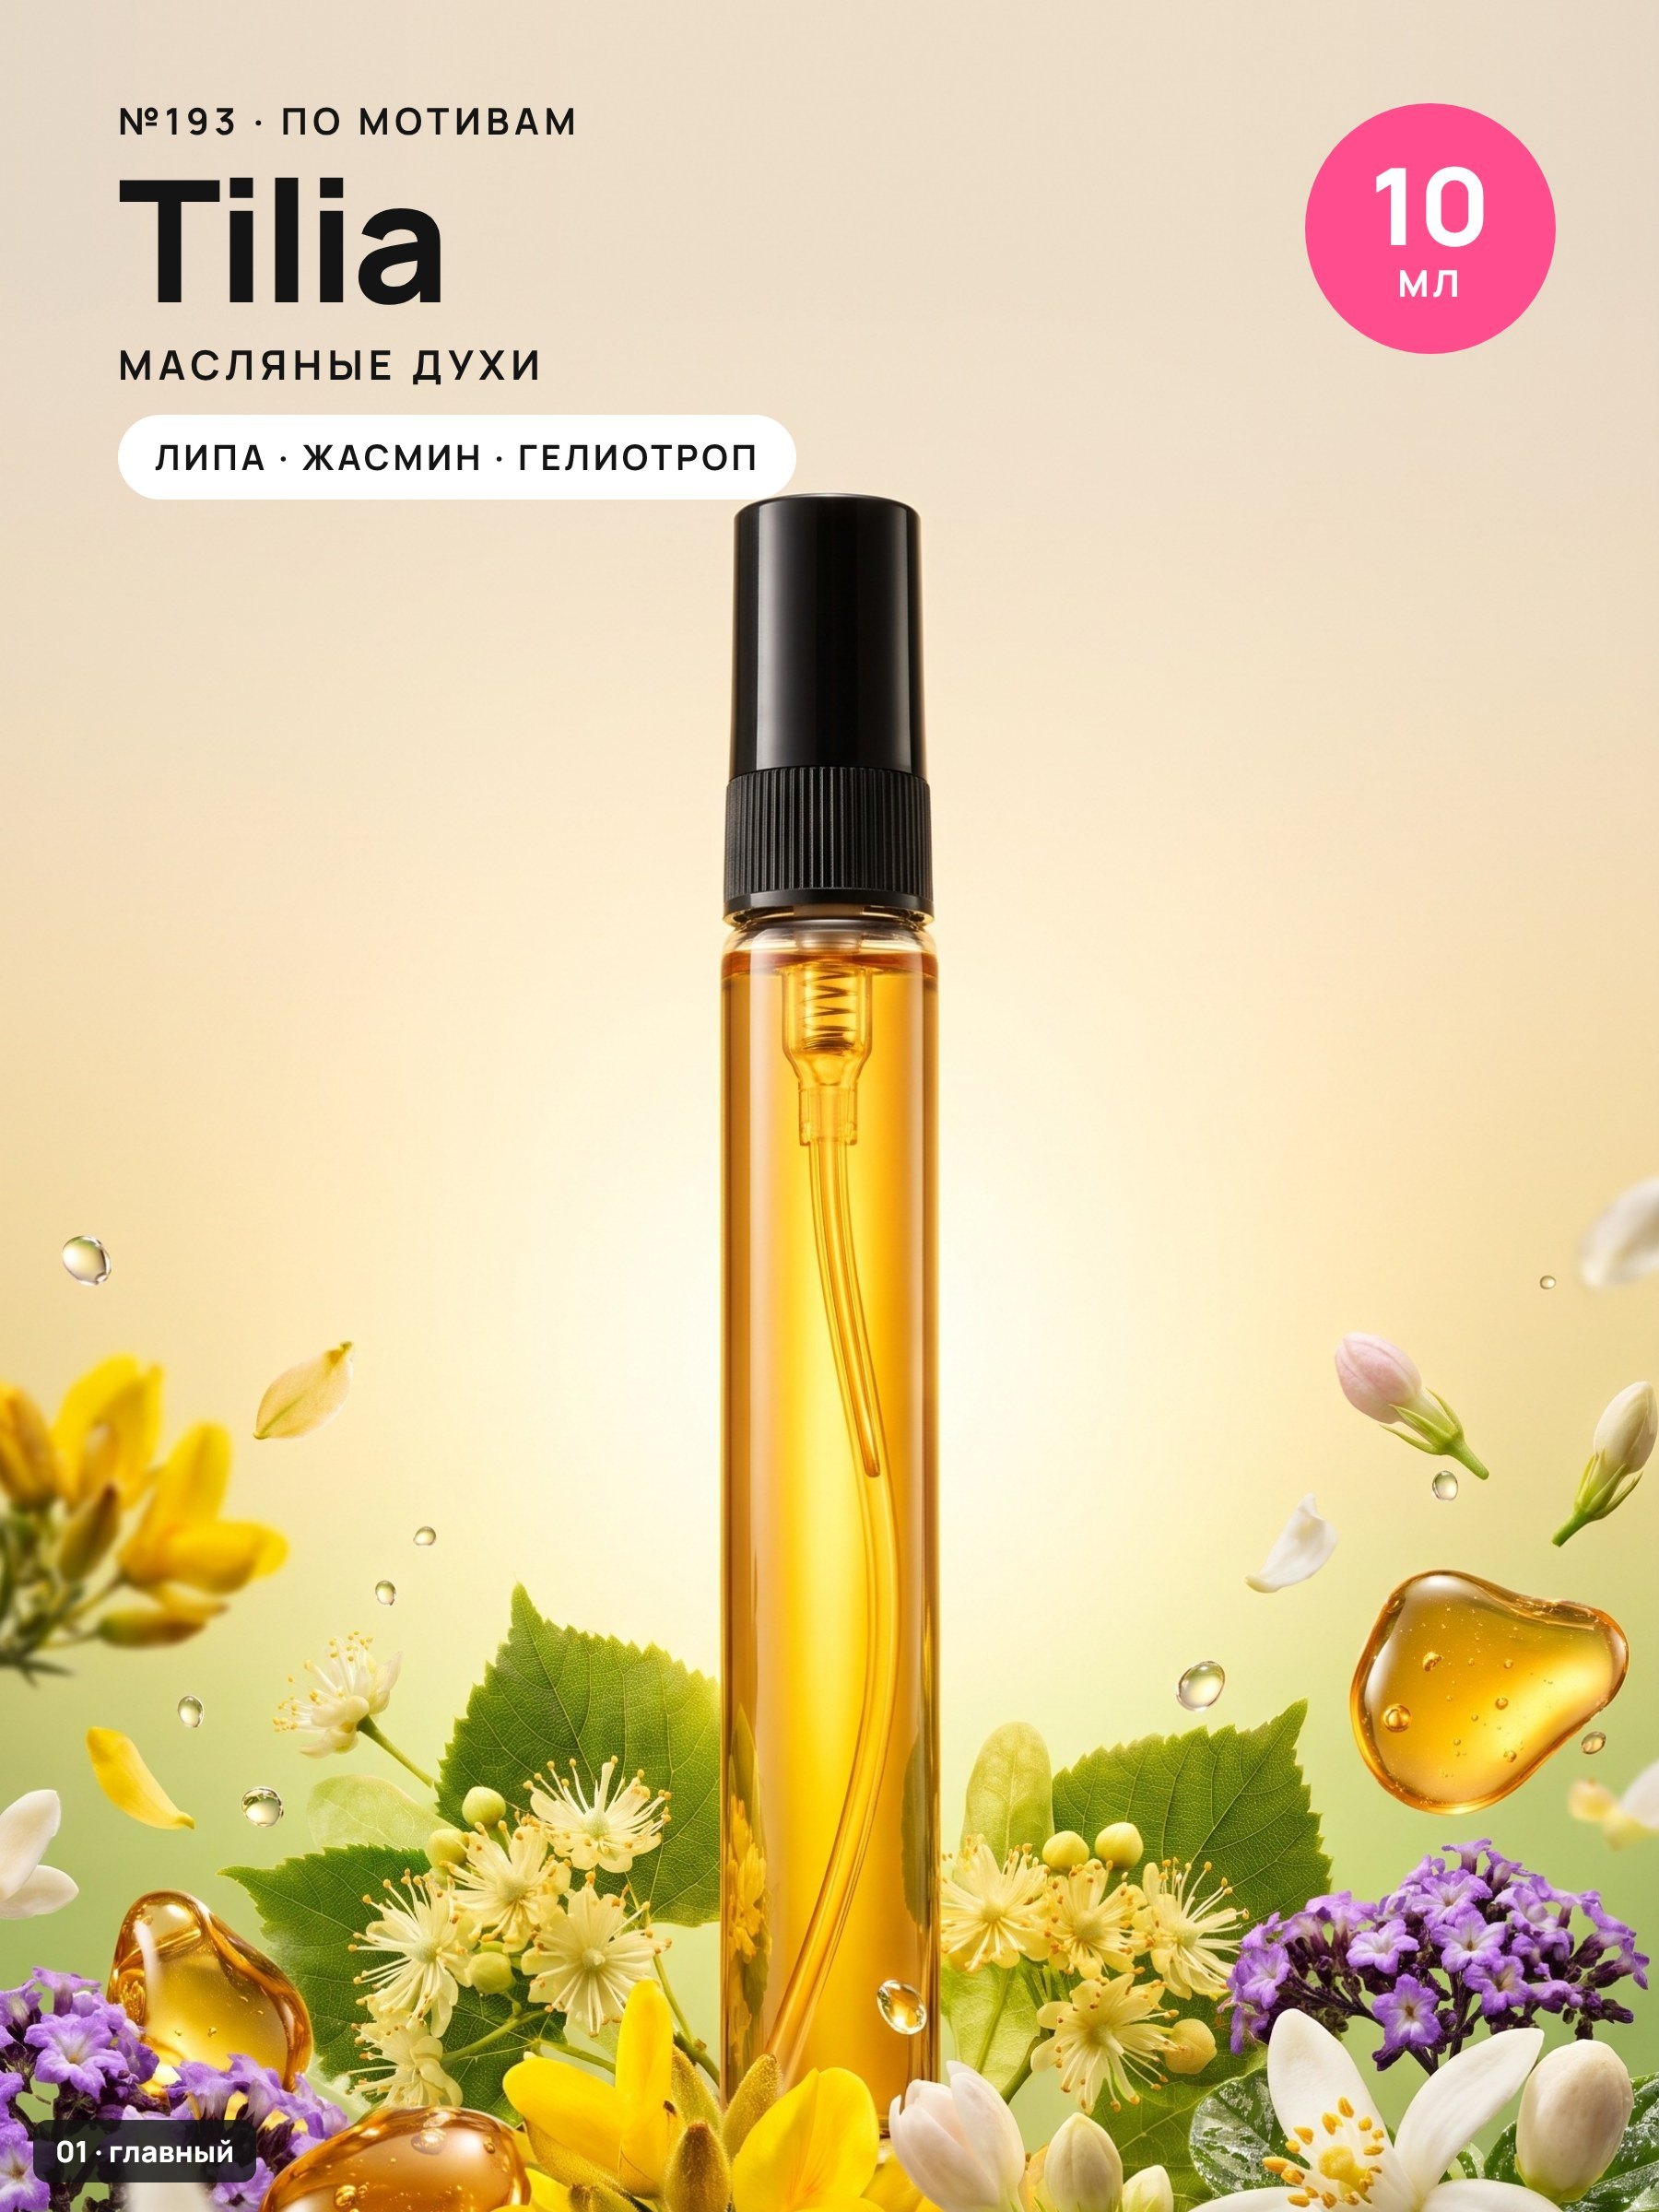 №193 · ПО МОТИВАМ
Tilia
МАСЛЯНЫЕ ДУХИ
ЛИПА · ЖАСМИН · ГЕЛИОТРОП
10
МЛ
01 · главный